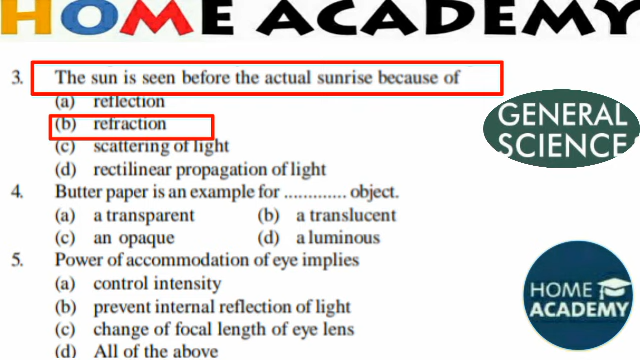 HOME ACADEMY
3. The sun is seen before the actual sunrise because of
(a) reflection
(b) refraction
(c) scattering of light
(d) rectilinear propagation of light
4. Butter paper is an example for ............. object.
(a) a transparent (b) a translucent
(c) an opaque (d) a luminous
5. Power of accommodation of eye implies
(a) control intensity
(b) prevent internal reflection of light
(c) change of focal length of eye lens
(d) All of the above
GENERAL
SCIENCE
HOME
ACADEMY